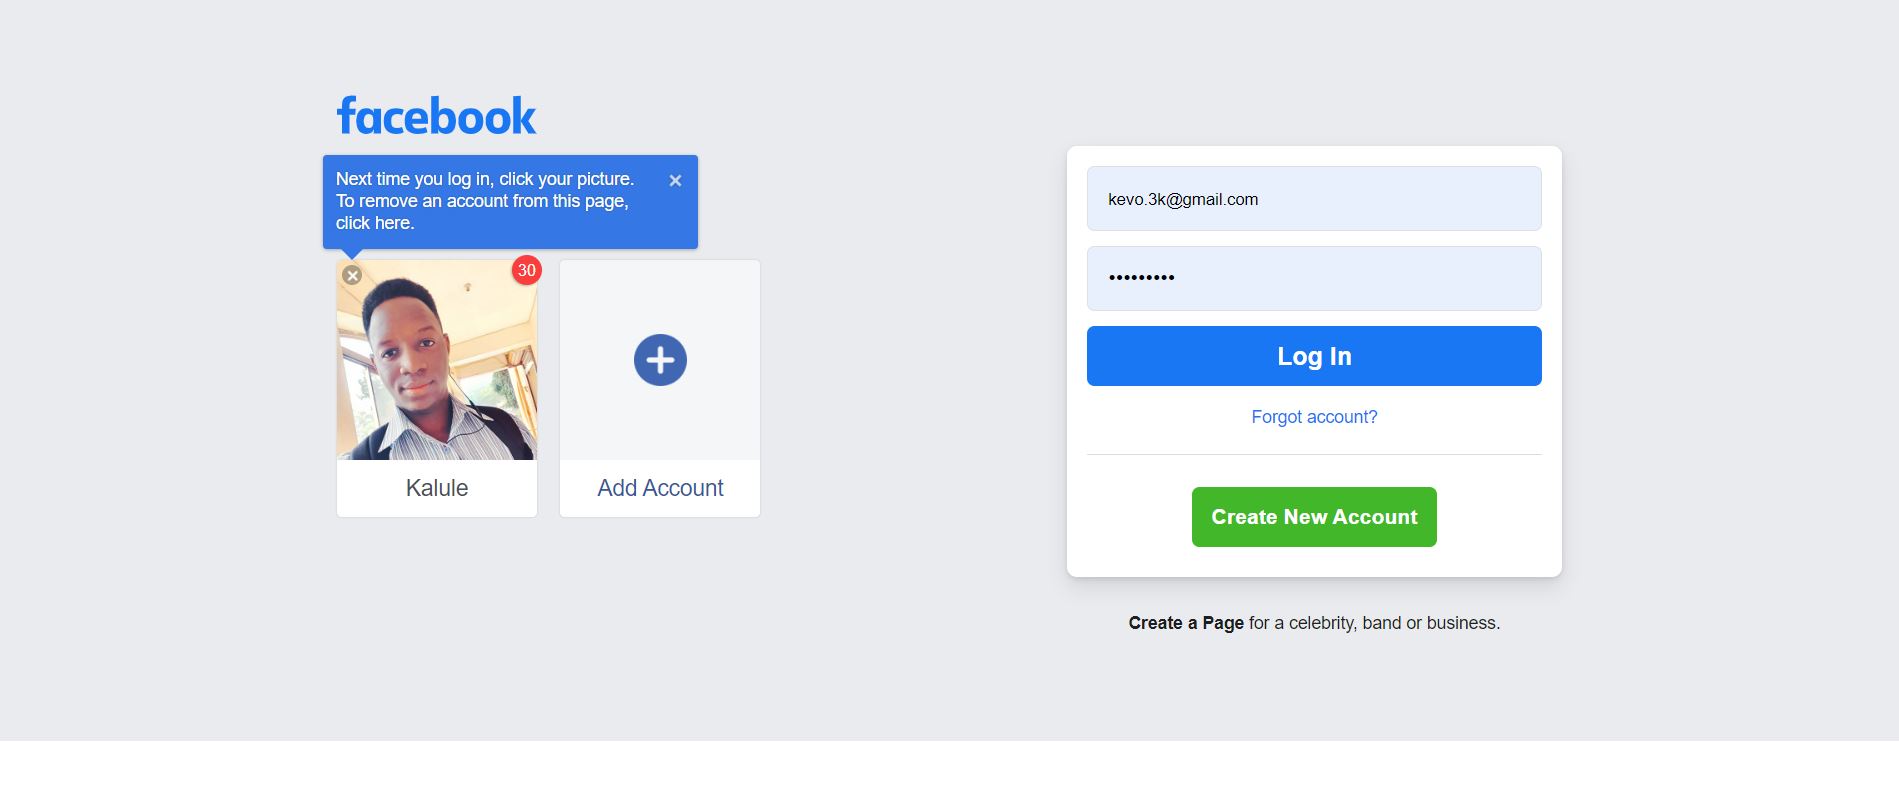 facebook
Next time you log in, click your picture.
To remove an account from this page,
click here.
30
Kalule
Add Account
kevo.3k@gmail.com
•••••••••
Log In
Forgot account?
Create New Account
Create a Page for a celebrity, band or business.